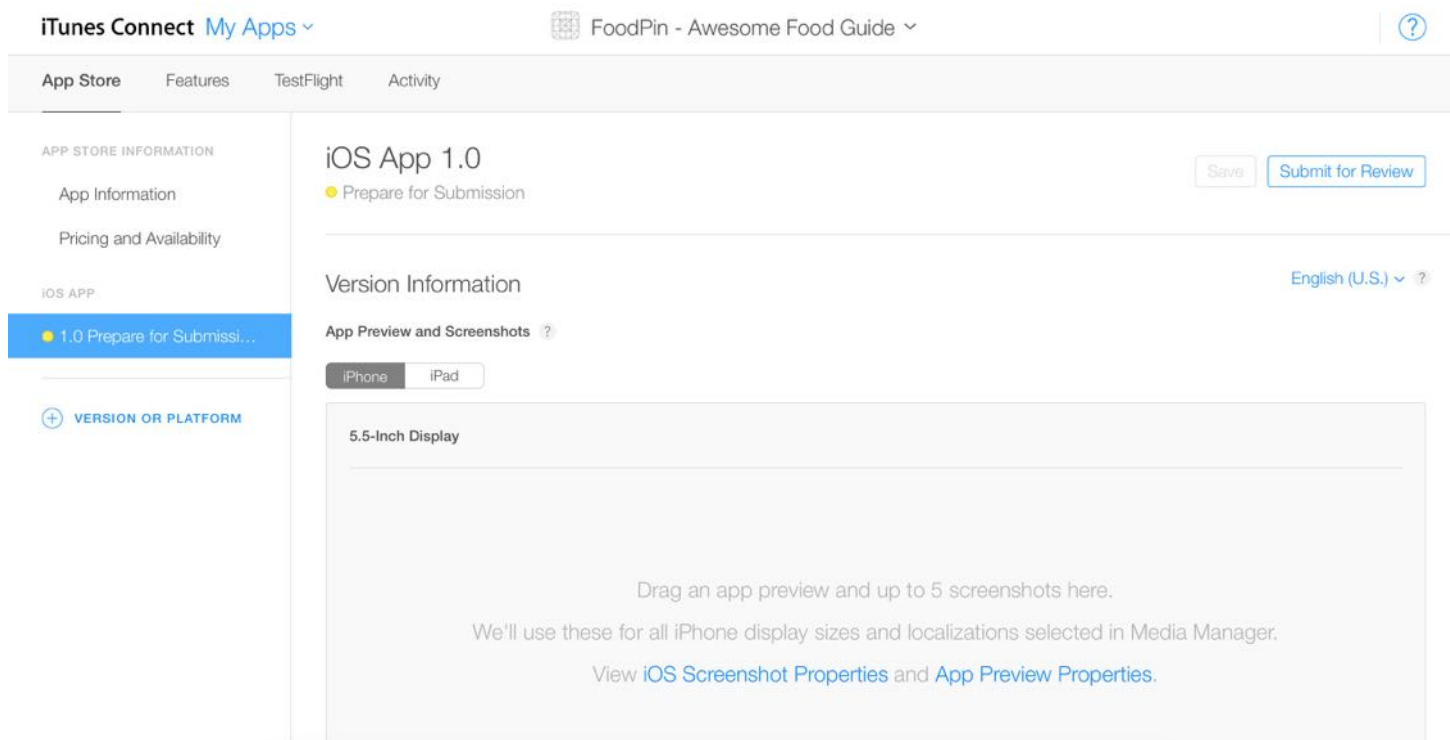 iTunes Connect My Apps
FoodPin - Awesome Food Guide
?
App Store Features TestFlight Activity
APP STORE INFORMATION
App Information
Pricing and Availability
iOS APP
1.0 Prepare for Submissi...
VERSION OR PLATFORM
iOS App 1.0
Prepare for Submission
Save Submit for Review
Version Information
English (U.S.) ?
App Preview and Screenshots ?
iPhone iPad
5.5-Inch Display
Drag an app preview and up to 5 screenshots here.
We'll use these for all iPhone display sizes and localizations selected in Media Manager.
View iOS Screenshot Properties and App Preview Properties.